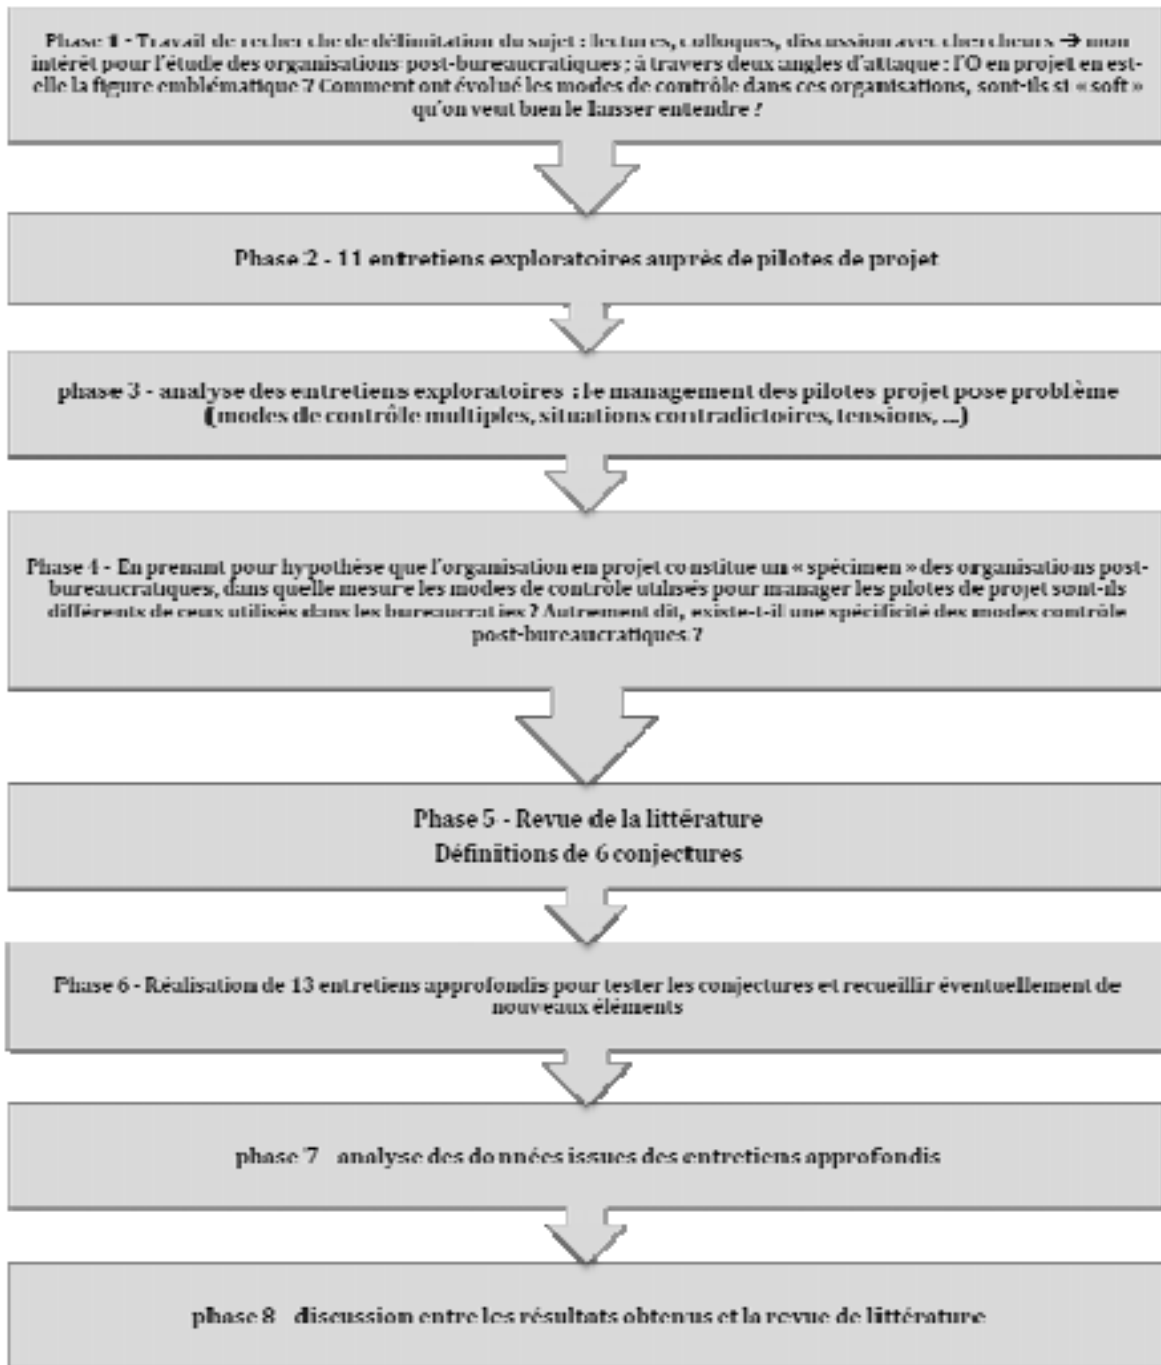 Phase 1 - Travail de recherche de délimitation du sujet : lectures, colloques, discussion avec chercheurs → mon
intérêt pour l'étude des organisations post-bureaucratiques ; à travers deux angles d'attaque : l'O en projet en est-
elle la figure emblématique ? Comment ont évolué les modes de contrôle dans ces organisations, sont-ils si « soft »
qu'on veut bien le laisser entendre ?
Phase 2 - 11 entretiens exploratoires auprès de pilotes de projet
phase 3 - analyse des entretiens exploratoires : le management des pilotes projet pose problème
(modes de contrôle multiples, situations contradictoires, tensions, ...)
Phase 4 - En prenant pour hypothèse que l'organisation en projet constitue un « spécimen » des organisations post-
bureaucratiques, dans quelle mesure les modes de contrôle utilisés pour manager les pilotes de projet sont-ils
différents de ceux utilisés dans les bureaucraties ? Autrement dit, existe-t-il une spécificité des modes contrôle
post-bureaucratiques ?
Phase 5 - Revue de la littérature
Définitions de 6 conjectures
Phase 6 - Réalisation de 13 entretiens approfondis pour tester les conjectures et recueillir éventuellement de
nouveaux éléments
phase 7 analyse des données issues des entretiens approfondis
phase 8 discussion entre les résultats obtenus et la revue de littérature